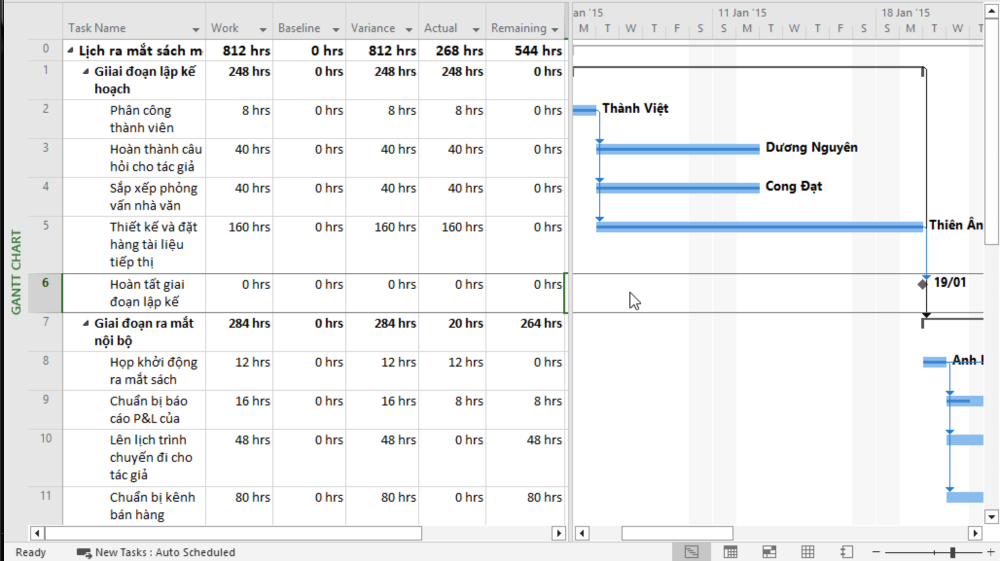 an '15 11 Jan '15 18 Jan '15
Task Name Work Baseline Variance Actual Remaining M T W T F S S M T W T F S S M T W T
0 Lịch ra mắt sách m 812 hrs 0 hrs 812 hrs 268 hrs 544 hrs
1 Giiai đoạn lập kế 248 hrs 0 hrs 248 hrs 248 hrs 0 hrs
hoạch
2 Phân công 8 hrs 0 hrs 8 hrs 8 hrs 0 hrs Thành Việt
thành viên
3 Hoàn thành câu 40 hrs 0 hrs 40 hrs 40 hrs 0 hrs Dương Nguyên
hỏi cho tác giả
4 Sắp xếp phỏng 40 hrs 0 hrs 40 hrs 40 hrs 0 hrs Cong Đạt
vấn nhà văn
5 Thiết kế và đặt 160 hrs 0 hrs 160 hrs 160 hrs 0 hrs Thiên Ân
hàng tài liệu
tiếp thị
6 Hoàn tất giai 0 hrs 0 hrs 0 hrs 0 hrs 0 hrs 19/01
đoạn lập kế
7 Giai đoạn ra mắt 284 hrs 0 hrs 284 hrs 20 hrs 264 hrs
nội bộ
8 Họp khởi động 12 hrs 0 hrs 12 hrs 12 hrs 0 hrs Anh
ra mắt sách
9 Chuẩn bị báo 16 hrs 0 hrs 16 hrs 8 hrs 8 hrs
cáo P&L của
10 Lên lịch trình 48 hrs 0 hrs 48 hrs 0 hrs 48 hrs
chuyến đi cho
tác giả
11 Chuẩn bị kênh 80 hrs 0 hrs 80 hrs 0 hrs 80 hrs
bán hàng
GANTT CHART
Ready New Tasks : Auto Scheduled